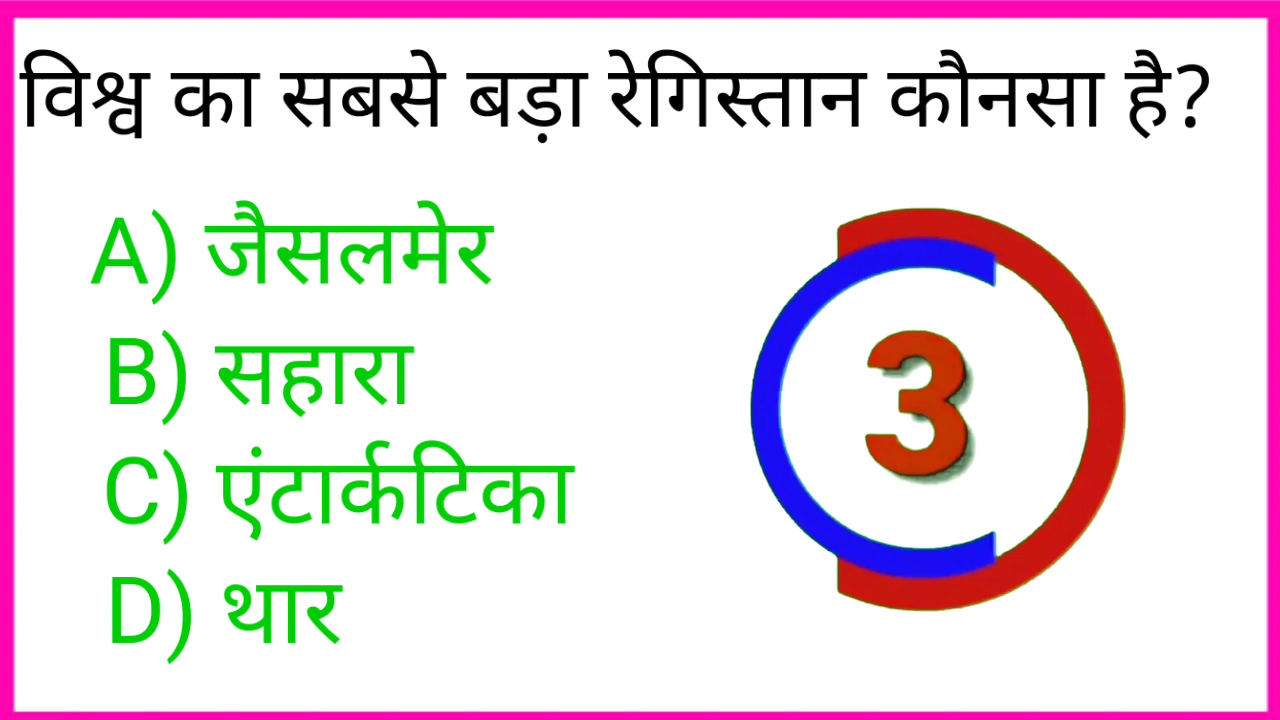 विश्व का सबसे बड़ा रेगिस्तान कौनसा है?
A) जैसलमेर
B) सहारा
C) एंटार्कटिका
D) थार
3